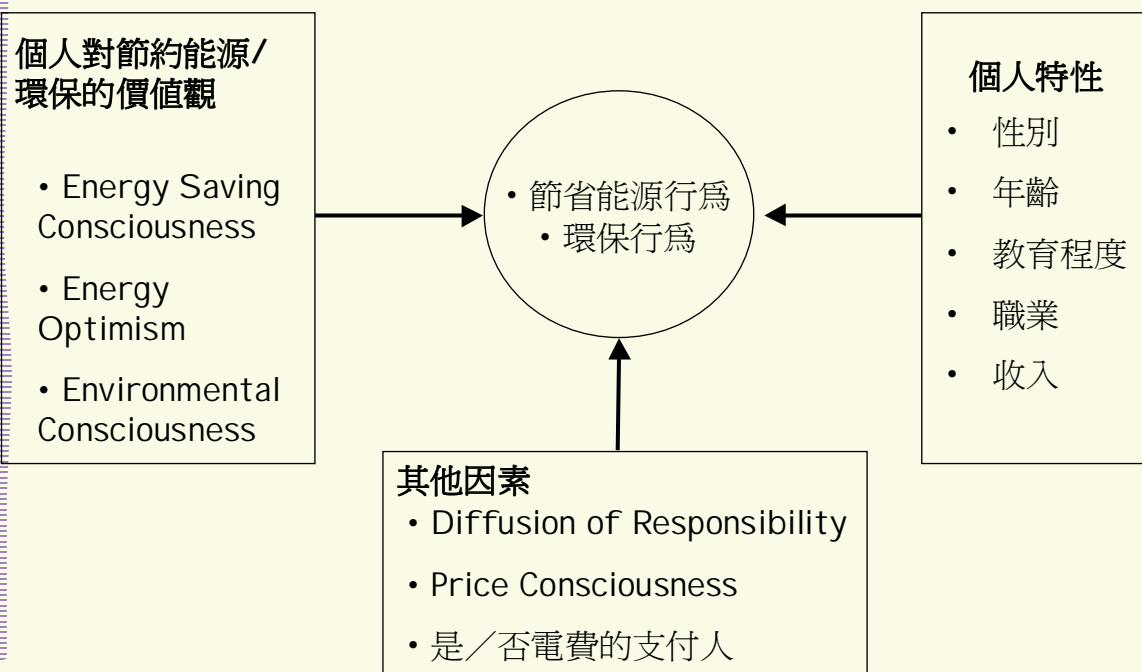 個人對節約能源/
環保的價值觀
• Energy Saving
Consciousness
• Energy
Optimism
• Environmental
Consciousness
• 節省能源行爲
• 環保行爲
個人特性
• 性別
• 年齡
• 教育程度
• 職業
• 收入
其他因素
• Diffusion of Responsibility
• Price Consciousness
• 是／否電費的支付人